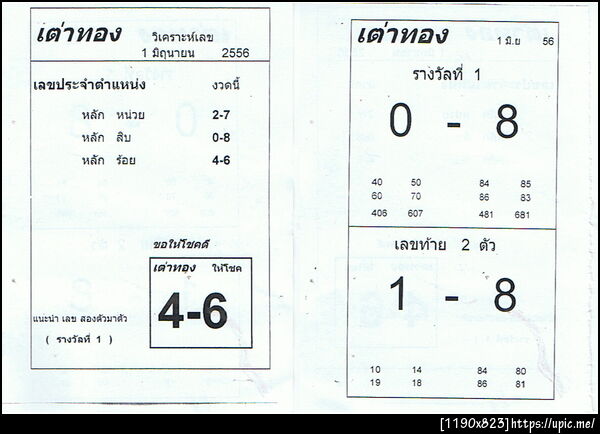 เต่าทอง วิเคราะห์เลข
1 มิถุนายน 2556
เลขประจำตำแหน่ง งวดนี้
หลัก หน่วย 2-7
หลัก สิบ 0-8
หลัก ร้อย 4-6
ขอให้โชคดี
เต่าทอง ให้โชค
4-6
แนะนำ เลข สองตัวมาตัว
( รางวัลที่ 1 )
เต่าทอง 1 มิ.ย 56
รางวัลที่ 1
0 - 8
40 50 84 85
60 70 86 83
406 607 481 681
เลขท้าย 2 ตัว
1 - 8
10 14 84 80
19 18 86 81
[1190x823]https://upic.me/